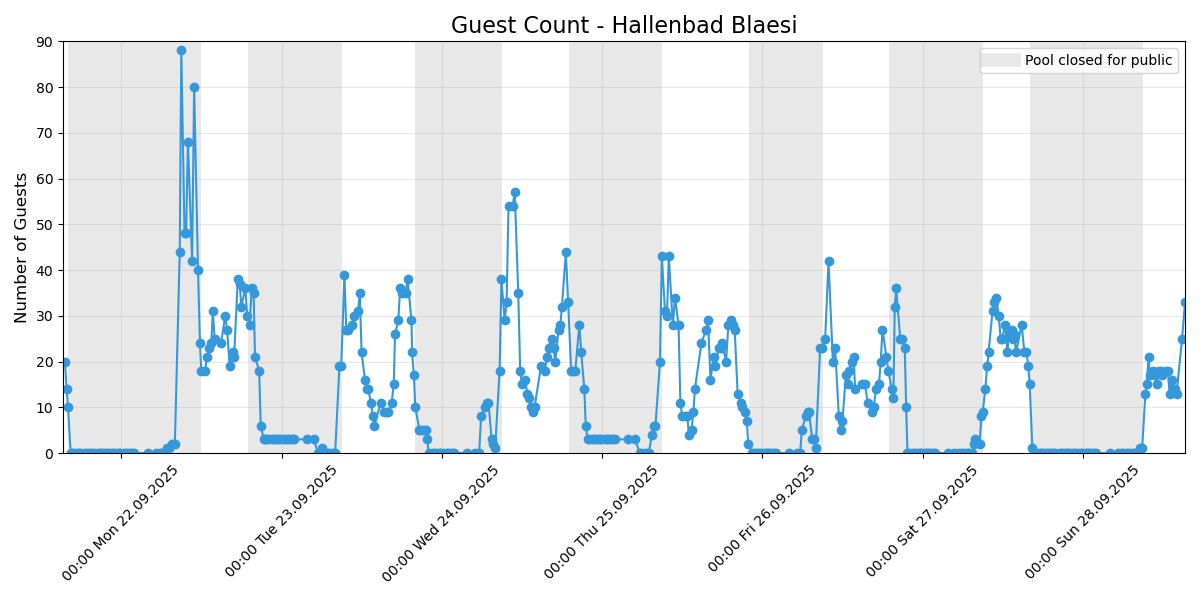 Guest Count - Hallenbad Blaesi
Pool closed for public
Number of Guests
90
80
70
60
50
40
30
20
10
0
00:00 Mon 22.09.2025
00:00 Tue 23.09.2025
00:00 Wed 24.09.2025
00:00 Thu 25.09.2025
00:00 Fri 26.09.2025
00:00 Sat 27.09.2025
00:00 Sun 28.09.2025